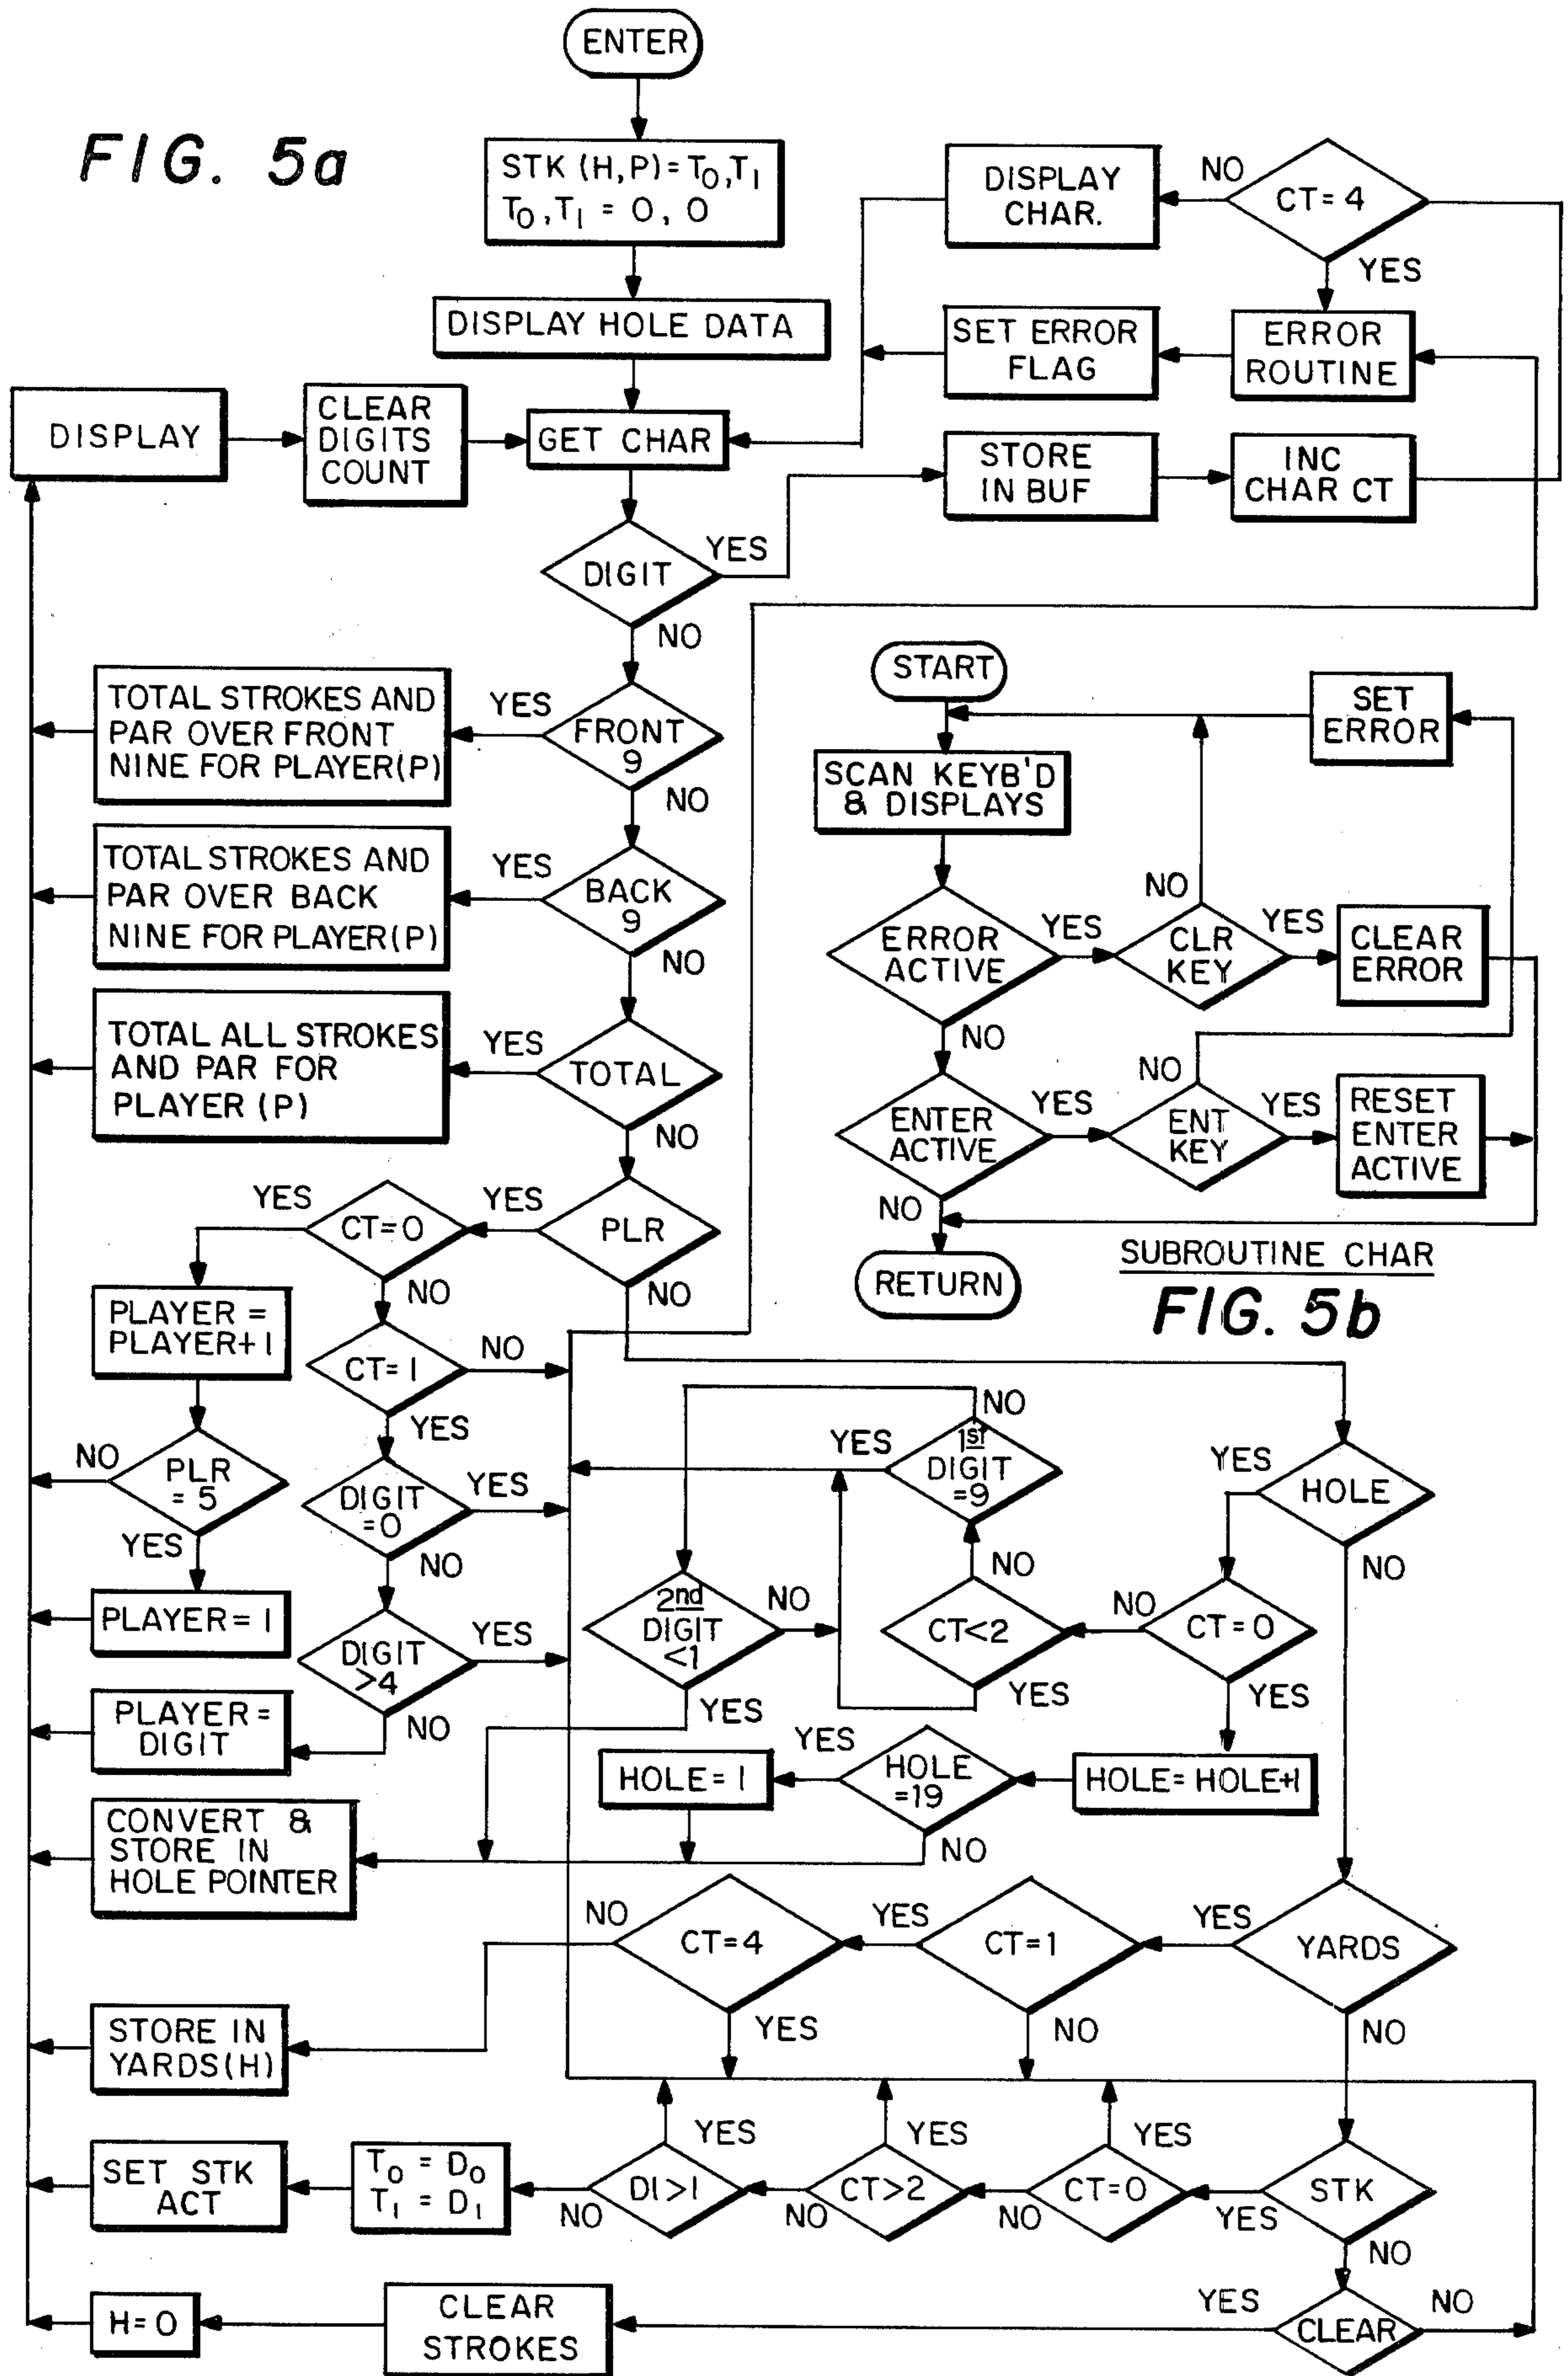 FIG. 5a
ENTER
STK (H,P)=T0,T1
T0,T1 = 0, 0
DISPLAY HOLE DATA
DISPLAY
CLEAR
DIGITS
COUNT
GET CHAR
DISPLAY
CHAR.
NO
CT=4
YES
SET ERROR
FLAG
ERROR
ROUTINE
STORE
IN BUF
INC
CHAR CT
DIGIT
YES
NO
TOTAL STROKES AND
PAR OVER FRONT
NINE FOR PLAYER(P)
YES
FRONT
9
NO
TOTAL STROKES AND
PAR OVER BACK
NINE FOR PLAYER(P)
YES
BACK
9
NO
TOTAL ALL STROKES
AND PAR FOR
PLAYER (P)
YES
TOTAL
NO
START
SET
ERROR
SCAN KEYB'D
& DISPLAYS
ERROR
ACTIVE
YES
NO
NO
CLR
KEY
YES
CLEAR
ERROR
ENTER
ACTIVE
YES
NO
NO
ENT
KEY
YES
RESET
ENTER
ACTIVE
RETURN
SUBROUTINE CHAR
FIG. 5b
YES
CT=0
NO
YES
PLR
NO
PLAYER=
PLAYER+1
CT=1
NO
YES
NO
PLR
=5
YES
DIGIT
=0
YES
NO
PLAYER=1
DIGIT
>4
YES
NO
PLAYER=
DIGIT
YES
1st
DIGIT
=9
NO
YES
HOLE
NO
2nd
DIGIT
<1
NO
YES
NO
CT<2
YES
NO
CT=0
YES
HOLE=1
YES
HOLE
=19
NO
HOLE=HOLE+1
CONVERT &
STORE IN
HOLE POINTER
NO
CT=4
YES
YES
CT=1
NO
YES
YARDS
NO
STORE IN
YARDS(H)
SET STK
ACT
T0 = D0
T1 = D1
NO
DI>1
YES
NO
CT>2
YES
NO
CT=0
YES
YES
STK
NO
H=0
CLEAR
STROKES
YES
CLEAR
NO